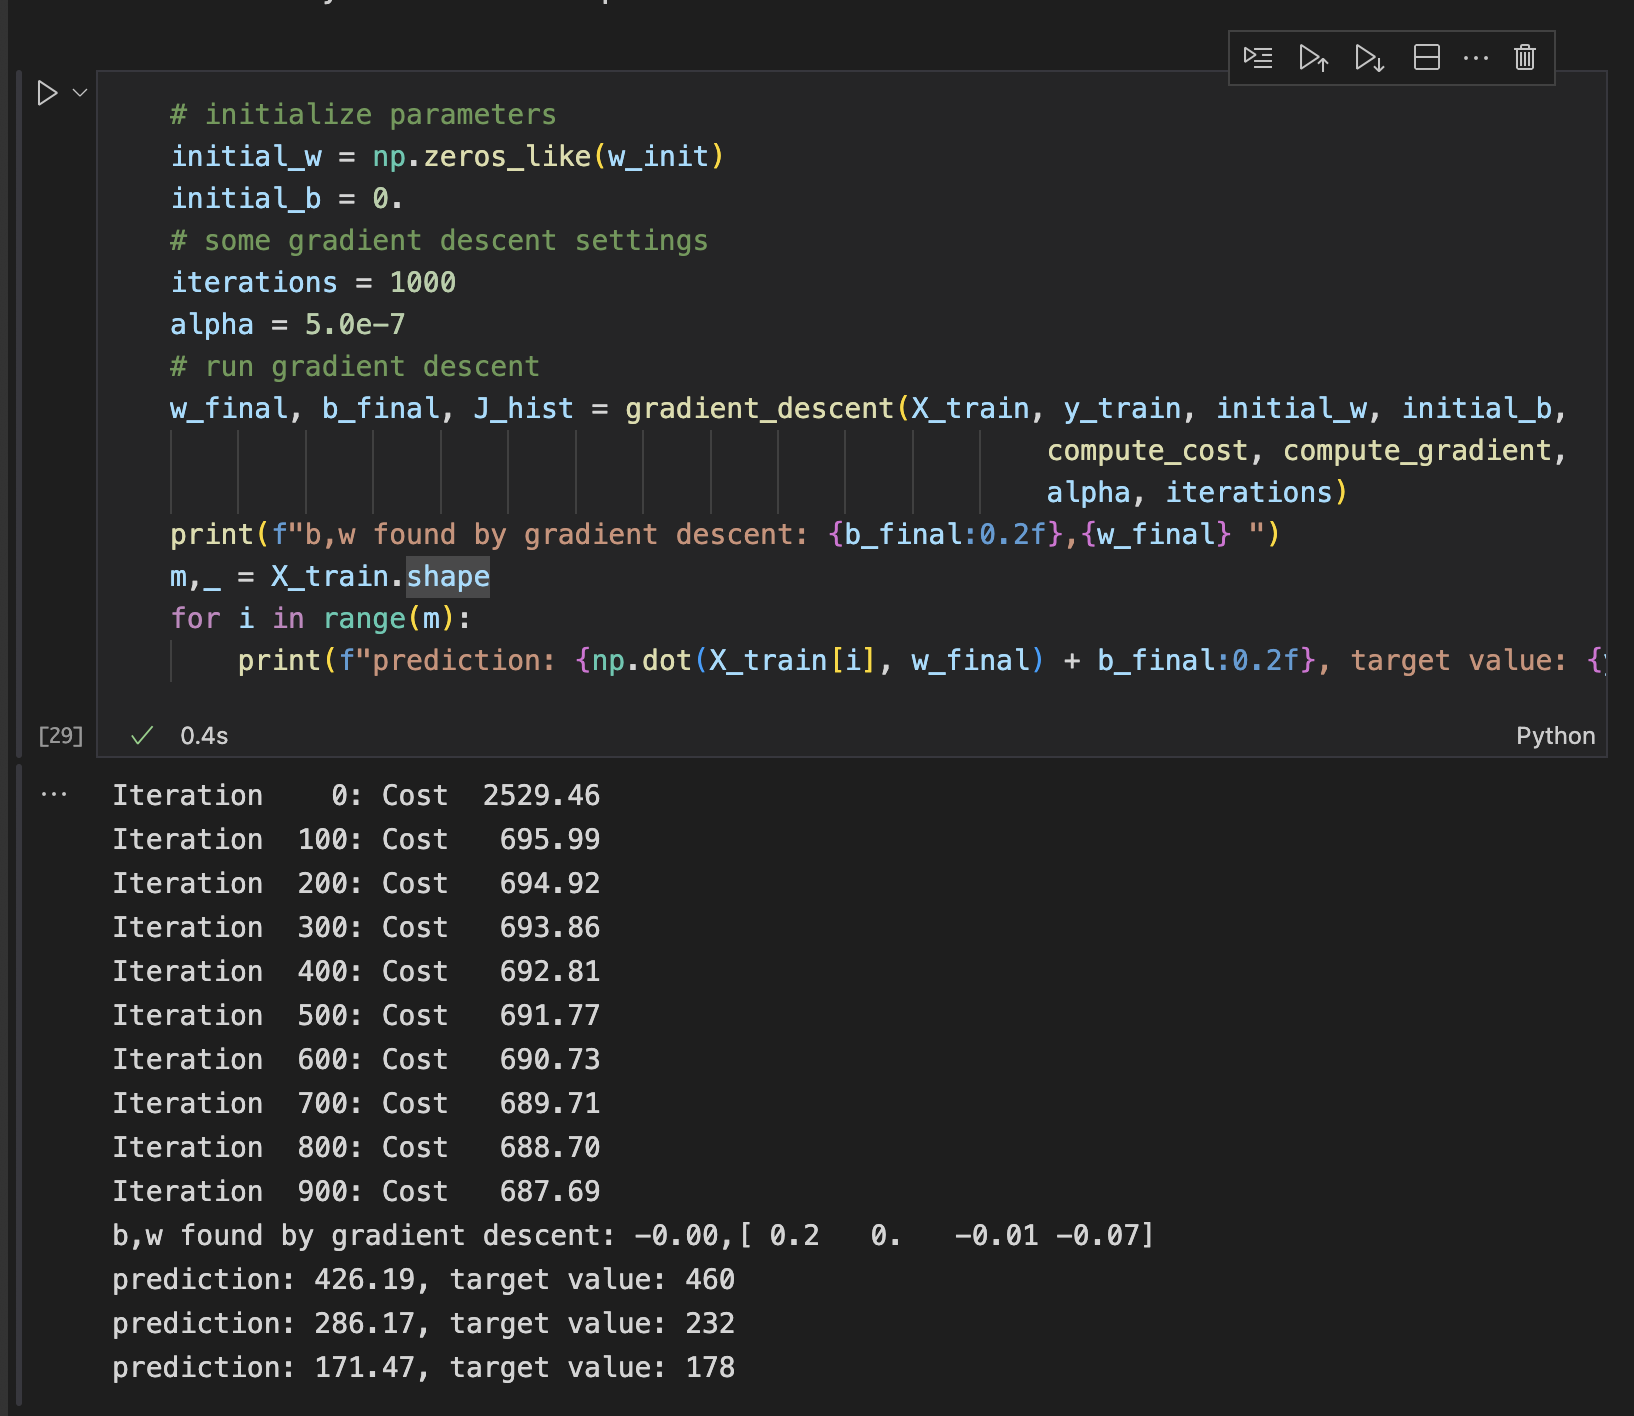 # initialize parameters
initial_w = np.zeros_like(w_init)
initial_b = 0.
# some gradient descent settings
iterations = 1000
alpha = 5.0e-7
# run gradient descent
w_final, b_final, J_hist = gradient_descent(X_train, y_train, initial_w, initial_b,
compute_cost, compute_gradient,
alpha, iterations)
print(f"b,w found by gradient descent: {b_final:0.2f},{w_final} ")
m,_ = X_train.shape
for i in range(m):
print(f"prediction: {np.dot(X_train[i], w_final) + b_final:0.2f}, target value: {
[29] 0.4s Python
Iteration    0: Cost  2529.46
Iteration  100: Cost   695.99
Iteration  200: Cost   694.92
Iteration  300: Cost   693.86
Iteration  400: Cost   692.81
Iteration  500: Cost   691.77
Iteration  600: Cost   690.73
Iteration  700: Cost   689.71
Iteration  800: Cost   688.70
Iteration  900: Cost   687.69
b,w found by gradient descent: -0.00,[ 0.2   0.   -0.01 -0.07]
prediction: 426.19, target value: 460
prediction: 286.17, target value: 232
prediction: 171.47, target value: 178